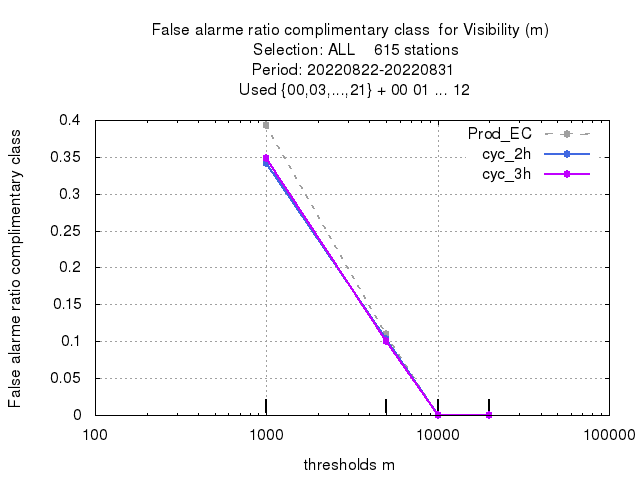 False alarme ratio complimentary class for Visibility (m)
Selection: ALL 615 stations
Period: 20220822-20220831
Used {00,03,...,21} + 00 01 ... 12
False alarme ratio complimentary class
0.4
0.35
0.3
0.25
0.2
0.15
0.1
0.05
0
Prod_EC
cyc_2h
cyc_3h
100 1000 10000 100000
thresholds m